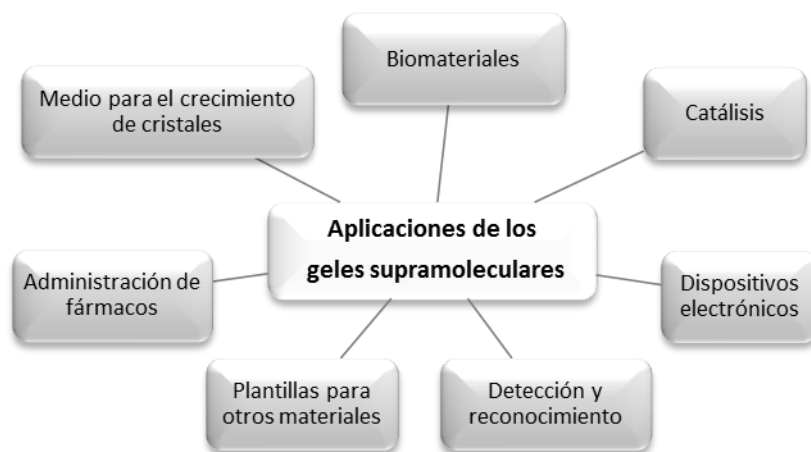 Biomateriales
Medio para el crecimiento
de cristales
Catálisis
Aplicaciones de los
geles supramoleculares
Administración de
fármacos
Dispositivos
electrónicos
Plantillas para
otros materiales
Detección y
reconocimiento